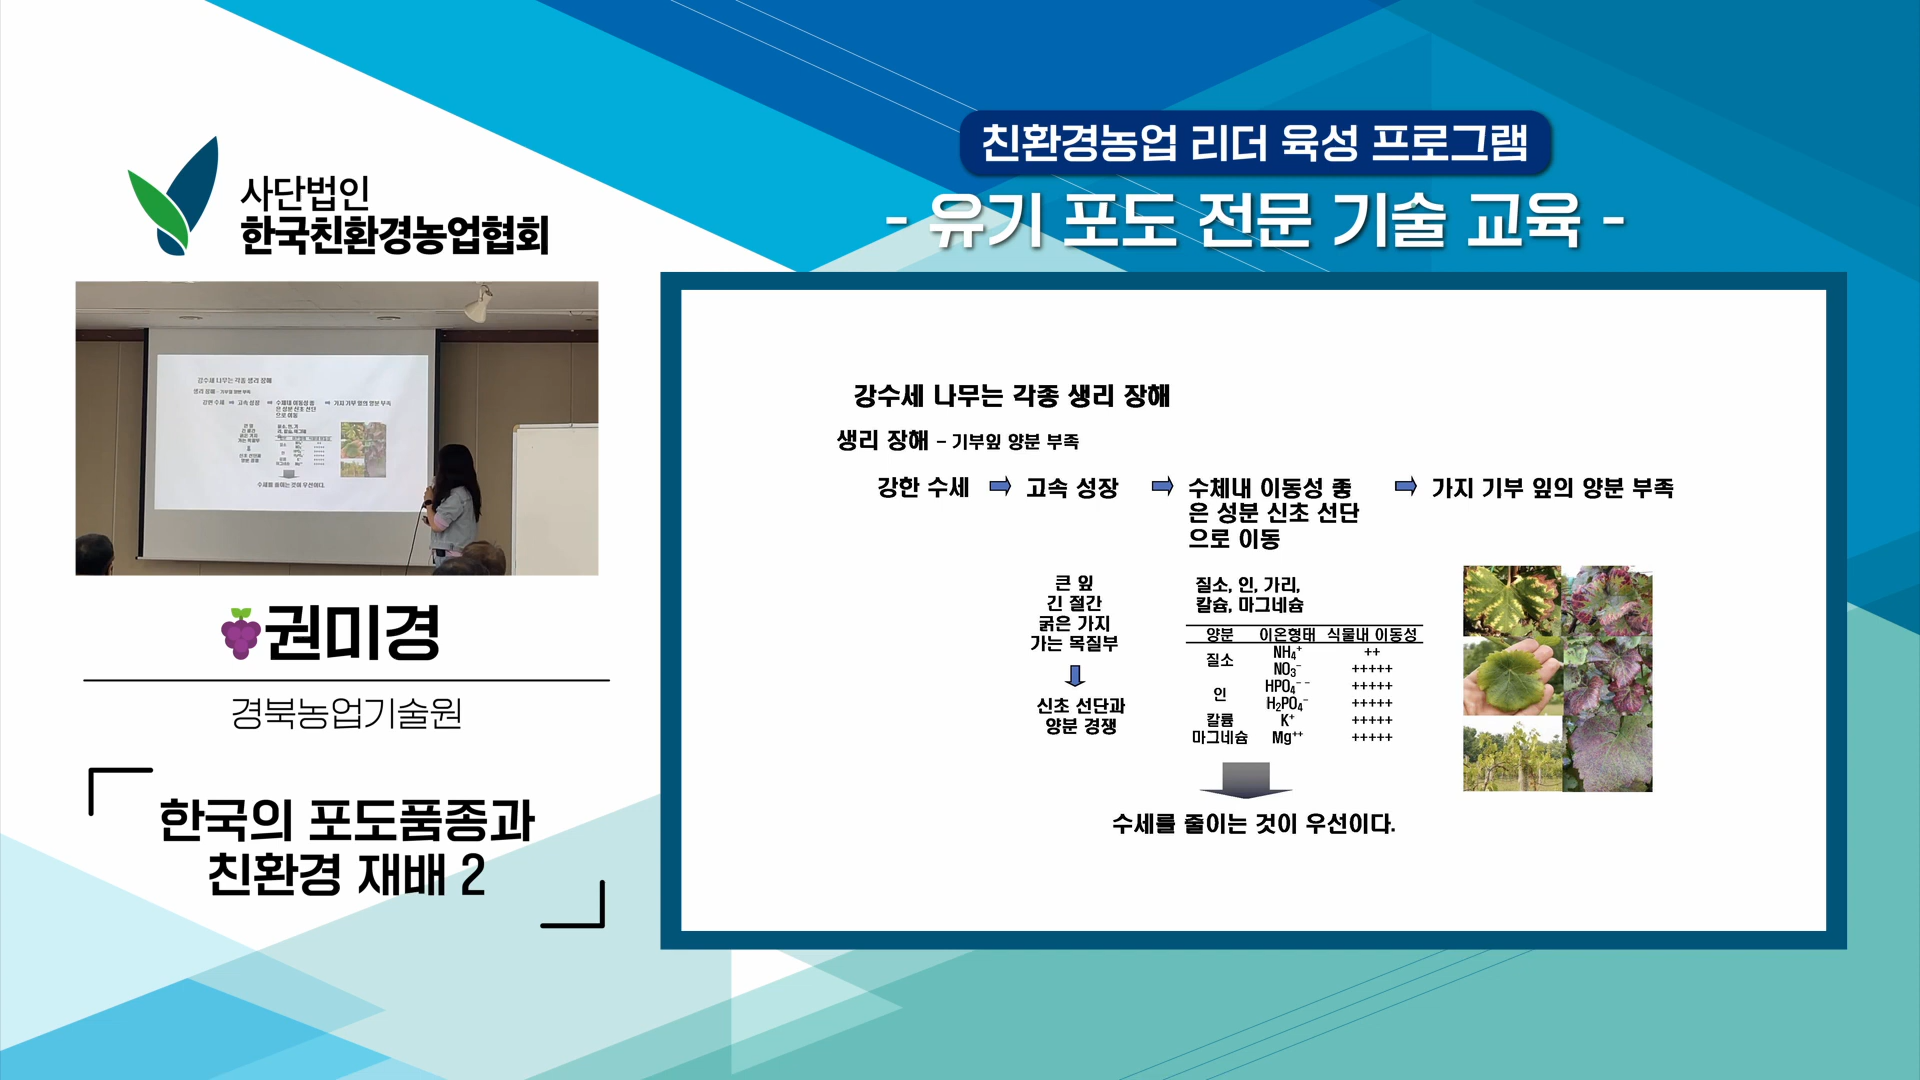 친환경농업 리더 육성 프로그램
- 유기 포도 전문 기술 교육 -
사단법인
한국친환경농업협회
권미경
경북농업기술원
한국의 포도품종과
친환경 재배 2
강수세 나무는 각종 생리 장해
생리 장해 – 기부잎 양분 부족
강한 수세
고속 성장
수체내 이동성 좋
은 성분 신초 선단
으로 이동
가지 기부 잎의 양분 부족
큰 잎
긴 절간
굵은 가지
가는 목질부
신초 선단과
양분 경쟁
질소, 인, 가리,
칼슘, 마그네슘
양분 이온형태 식물내 이동성
질소 NH₄⁺ ++
NO₃⁻ +++++
인 HPO₄⁻⁻ +++++
H₂PO₄⁻ +++++
칼륨 K⁺ +++++
마그네슘 Mg⁺⁺ +++++
수세를 줄이는 것이 우선이다.